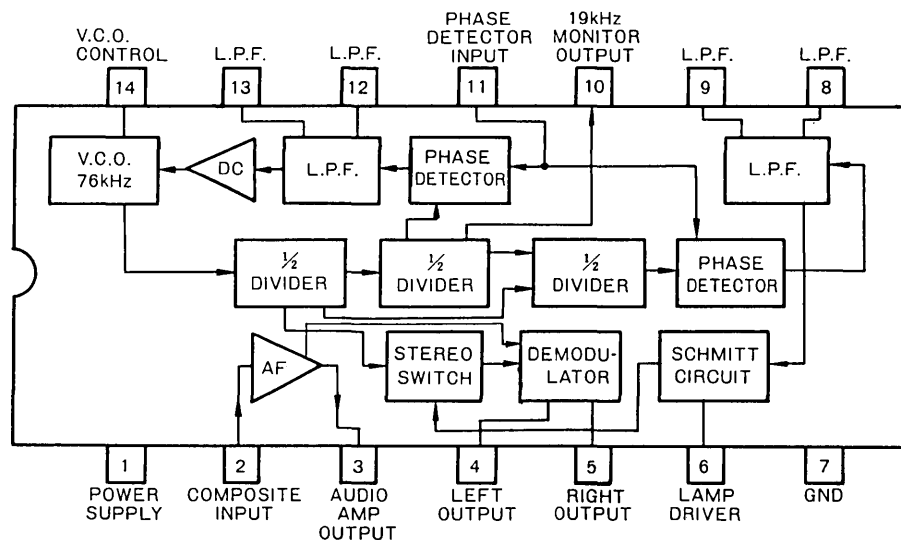 V.C.O.
CONTROL
L.P.F.
L.P.F.
PHASE
DETECTOR
INPUT
19kHz
MONITOR
OUTPUT
L.P.F.
L.P.F.
14
13
12
11
10
9
8
V.C.O.
76kHz
DC
L.P.F.
PHASE
DETECTOR
L.P.F.
½
DIVIDER
½
DIVIDER
½
DIVIDER
PHASE
DETECTOR
AF
STEREO
SWITCH
DEMODU-
LATOR
SCHMITT
CIRCUIT
1
2
3
4
5
6
7
POWER
SUPPLY
COMPOSITE
INPUT
AUDIO
AMP
OUTPUT
LEFT
OUTPUT
RIGHT
OUTPUT
LAMP
DRIVER
GND